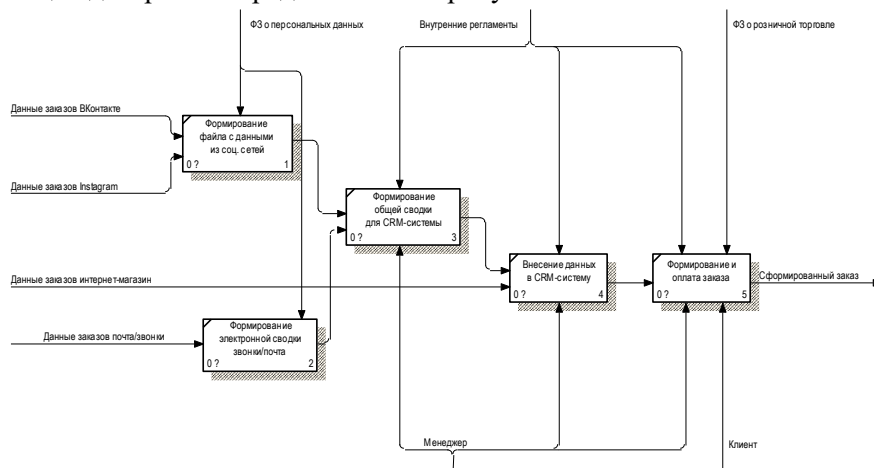 ФЗ о персональных данных
Внутренние регламенты
ФЗ о розничной торговле
Данные заказов ВКонтакте
Формирование
файла с данными
из соц. сетей
0 ?
1
Данные заказов Instagram
Формирование
общей сводки
для CRM-системы
0 ?
3
Данные заказов интернет-магазин
Внесение данных
в CRM-систему
0 ?
4
Формирование и
оплата заказа
0 ?
5
Сформированный заказ
Данные заказов почта/звонки
Формирование
электронной сводки
звонки/почта
0 ?
2
Менеджер
Клиент